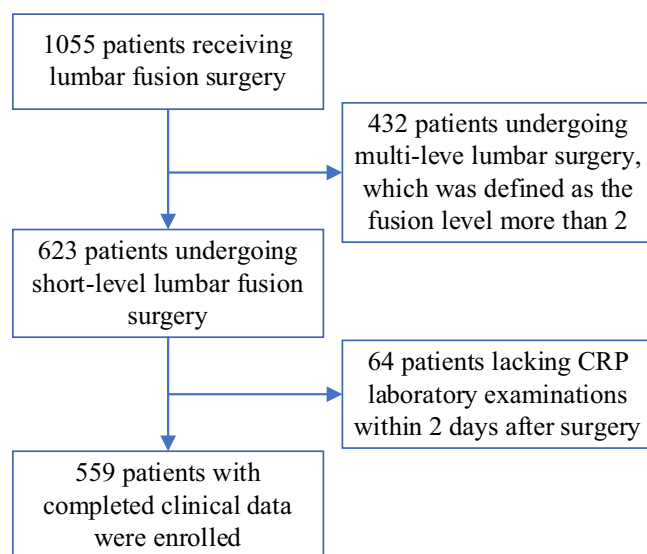 1055 patients receiving
lumbar fusion surgery
432 patients undergoing
multi-leve lumbar surgery,
which was defined as the
fusion level more than 2
623 patients undergoing
short-level lumbar fusion
surgery
64 patients lacking CRP
laboratory examinations
within 2 days after surgery
559 patients with
completed clinical data
were enrolled